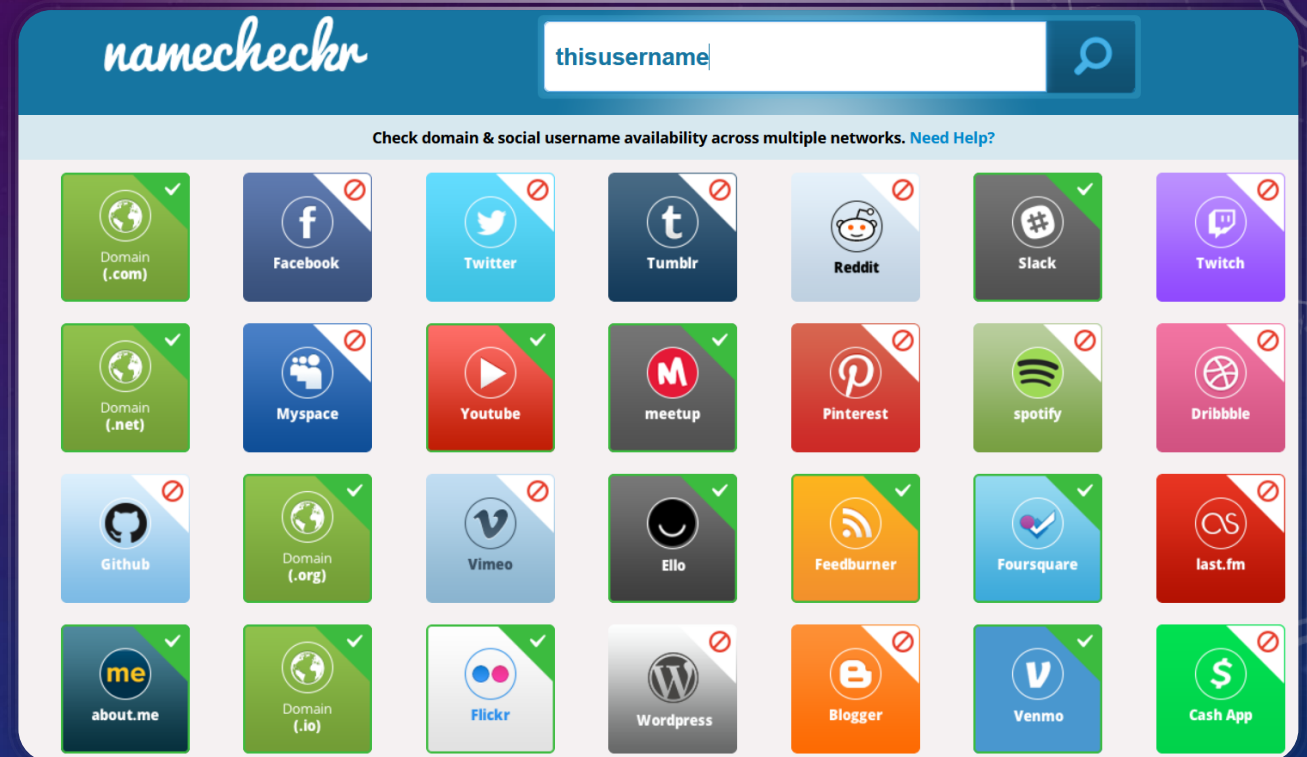 namecheckr
thisusername
Check domain & social username availability across multiple networks. Need Help?
Domain
(.com)
Facebook
Twitter
Tumblr
Reddit
Slack
Twitch
Domain
(.net)
Myspace
Youtube
meetup
Pinterest
spotify
Dribbble
Github
Domain
(.org)
Vimeo
Ello
Feedburner
Foursquare
last.fm
me
about.me
Domain
(.io)
Flickr
Wordpress
Blogger
Venmo
Cash App